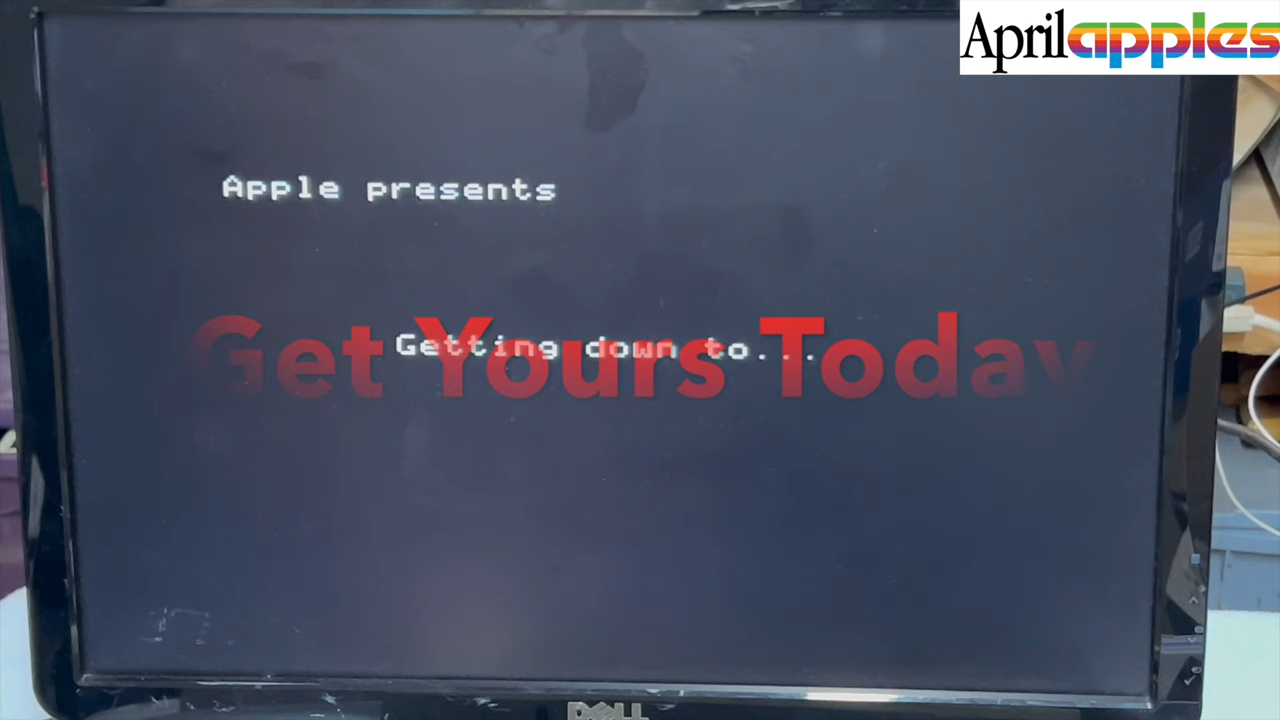 Aprilapples
Apple presents
Getting down to...
Get Yours Today
DELL